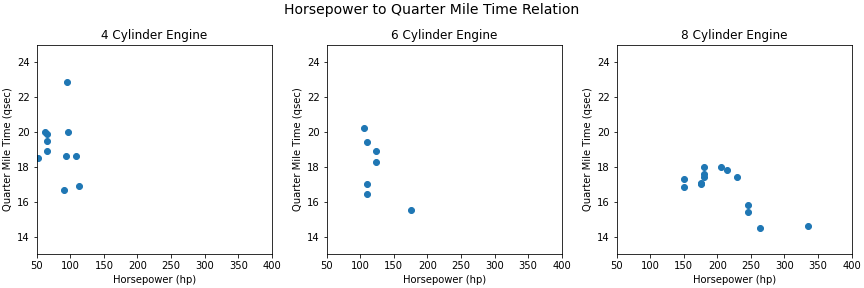 Horsepower to Quarter Mile Time Relation
4 Cylinder Engine
24
22
20
18
16
14
Quarter Mile Time (qsec)
50 100 150 200 250 300 350 400
Horsepower (hp)
6 Cylinder Engine
24
22
20
18
16
14
Quarter Mile Time (qsec)
50 100 150 200 250 300 350 400
Horsepower (hp)
8 Cylinder Engine
24
22
20
18
16
14
Quarter Mile Time (qsec)
50 100 150 200 250 300 350 400
Horsepower (hp)